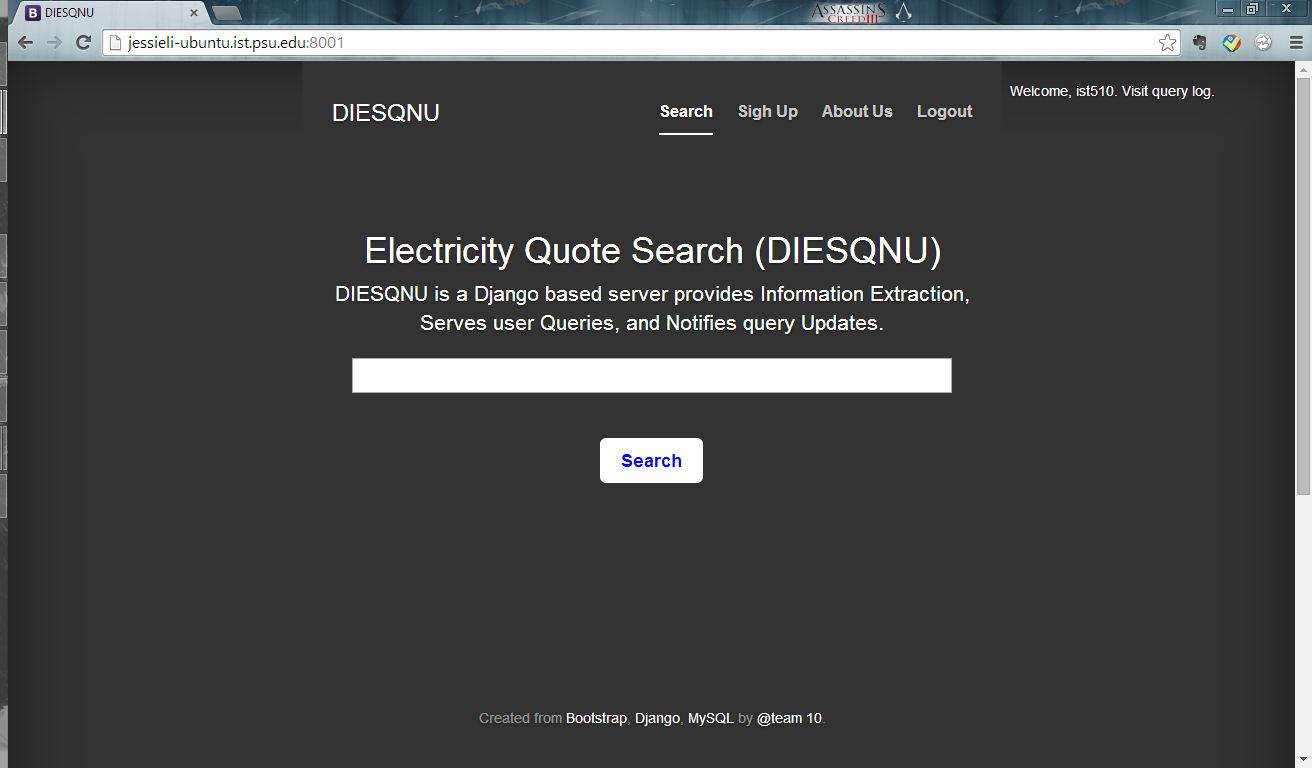 DIESQNU
ASSASSINS
CREED III
jessieli-ubuntu.ist.psu.edu:8001
Welcome, ist510. Visit query log.
DIESQNU Search Sigh Up About Us Logout
Electricity Quote Search (DIESQNU)
DIESQNU is a Django based server provides Information Extraction,
Serves user Queries, and Notifies query Updates.
Search
Created from Bootstrap, Django, MySQL by @team 10.